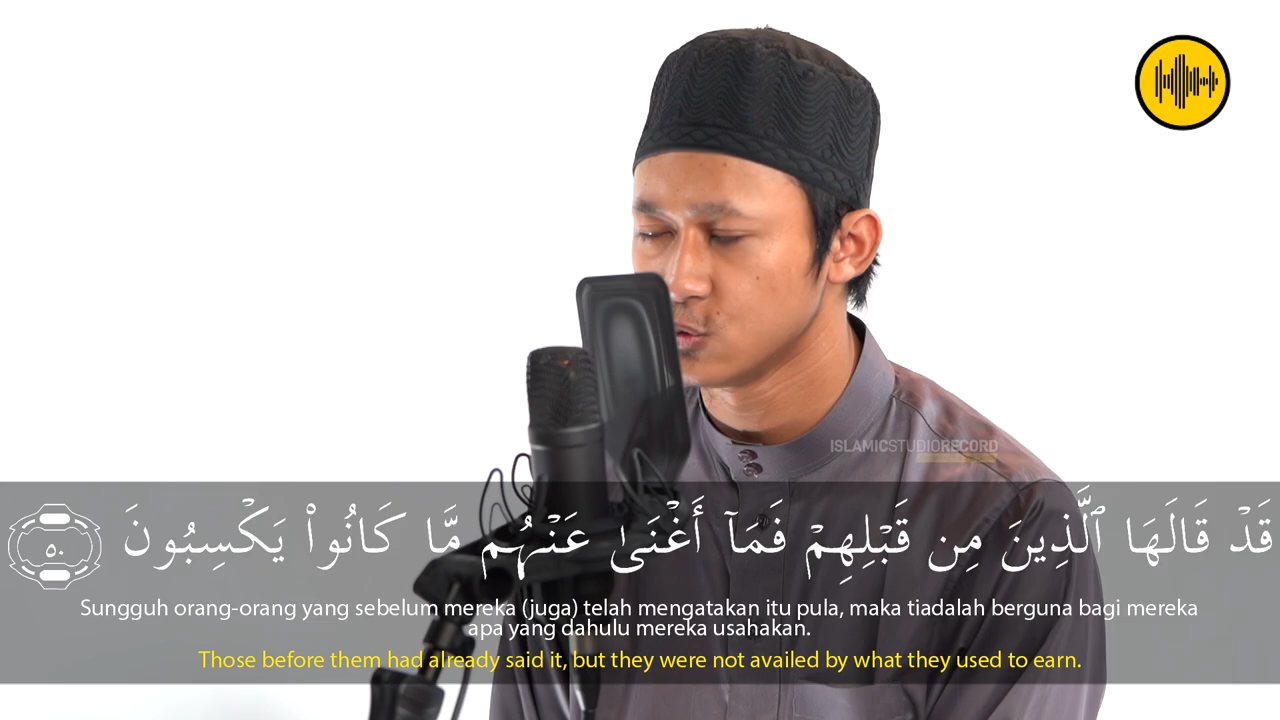 ISLAMICSTUDIORECORD
قَدْ قَالَهَا ٱلَّذِينَ مِن قَبْلِهِمْ فَمَآ أَغْنَىٰ عَنْهُم مَّا كَانُوا۟ يَكْسِبُونَ ٥٠
Sungguh orang-orang yang sebelum mereka (juga) telah mengatakan itu pula, maka tiadalah berguna bagi mereka
apa yang dahulu mereka usahakan.
Those before them had already said it, but they were not availed by what they used to earn.